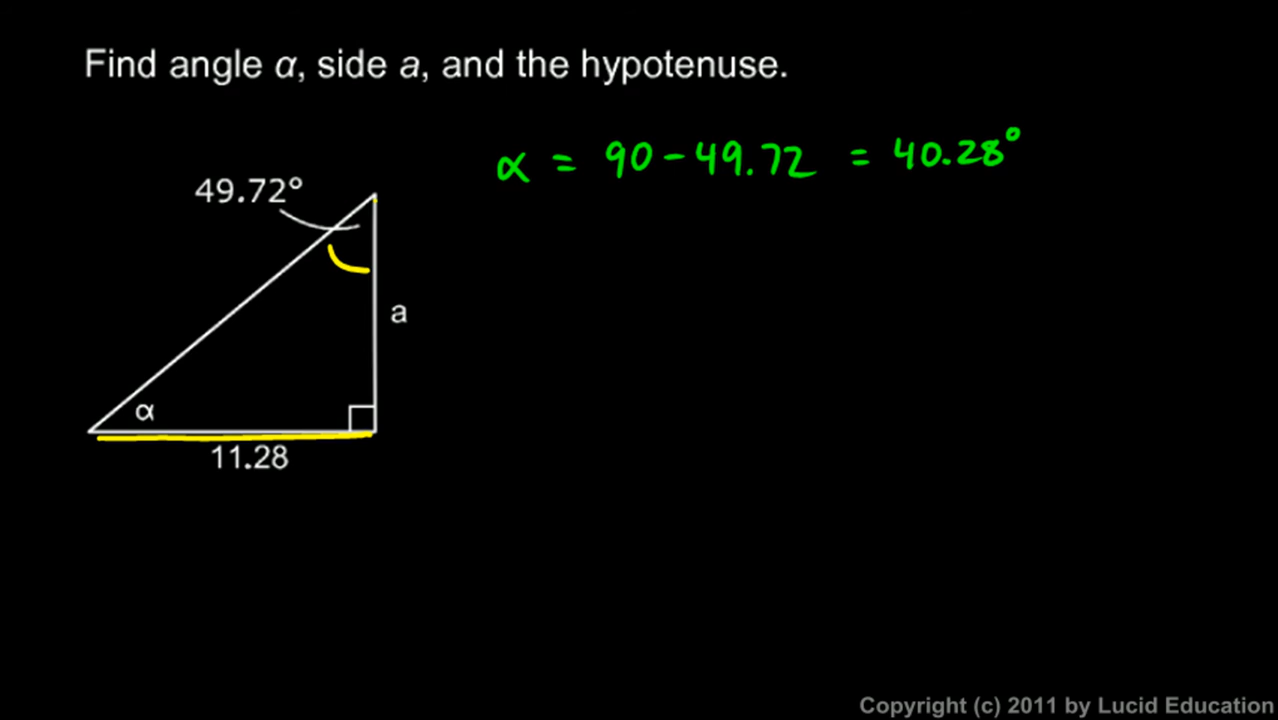 Find angle α, side a, and the hypotenuse.
α = 90 - 49.72 = 40.28°
49.72°
a
α
11.28
Copyright (c) 2011 by Lucid Education